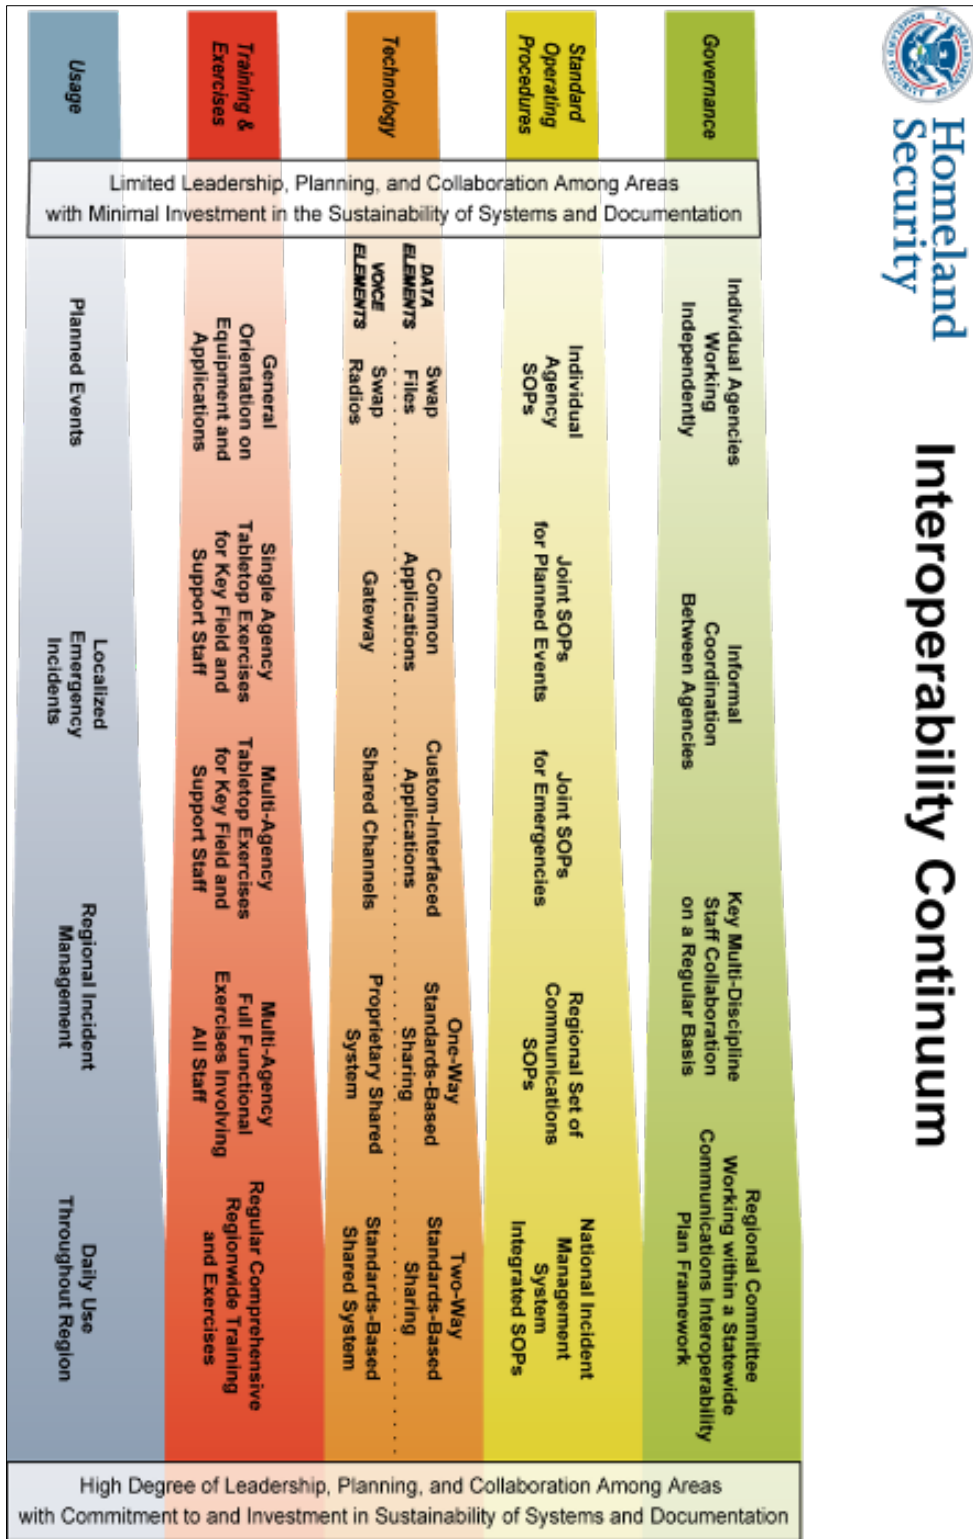 Homeland
Security
Interoperability Continuum
Limited Leadership, Planning, and Collaboration Among Areas
with Minimal Investment in the Sustainability of Systems and Documentation
High Degree of Leadership, Planning, and Collaboration Among Areas
with Commitment to and Investment in Sustainability of Systems and Documentation
Governance
Individual Agencies
Working
Independently
Informal
Coordination
Between Agencies
Key Multi-Discipline
Staff Collaboration
on a Regular Basis
Regional Committee
Working within a Statewide
Communications Interoperability
Plan Framework
Standard
Operating
Procedures
Individual
Agency
SOPs
Joint SOPs
for Planned Events
Joint SOPs
for Emergencies
Regional Set of
Communications
SOPs
National Incident
Management
System
Integrated SOPs
Technology
DATA
ELEMENTS
Swap
Files
Common
Applications
Custom-Interfaced
Applications
One-Way
Standards-Based
Sharing
Two-Way
Standards-Based
Sharing
VOICE
ELEMENTS
Swap
Radios
Gateway
Shared Channels
Proprietary Shared
System
Standards-Based
Shared System
Training &
Exercises
General
Orientation on
Equipment and
Applications
Single Agency
Tabletop Exercises
for Key Field and
Support Staff
Multi-Agency
Tabletop Exercises
for Key Field and
Support Staff
Multi-Agency
Full Functional
Exercises Involving
All Staff
Regular Comprehensive
Regionwide Training
and Exercises
Usage
Planned Events
Localized
Emergency
Incidents
Regional Incident
Management
Daily Use
Throughout Region